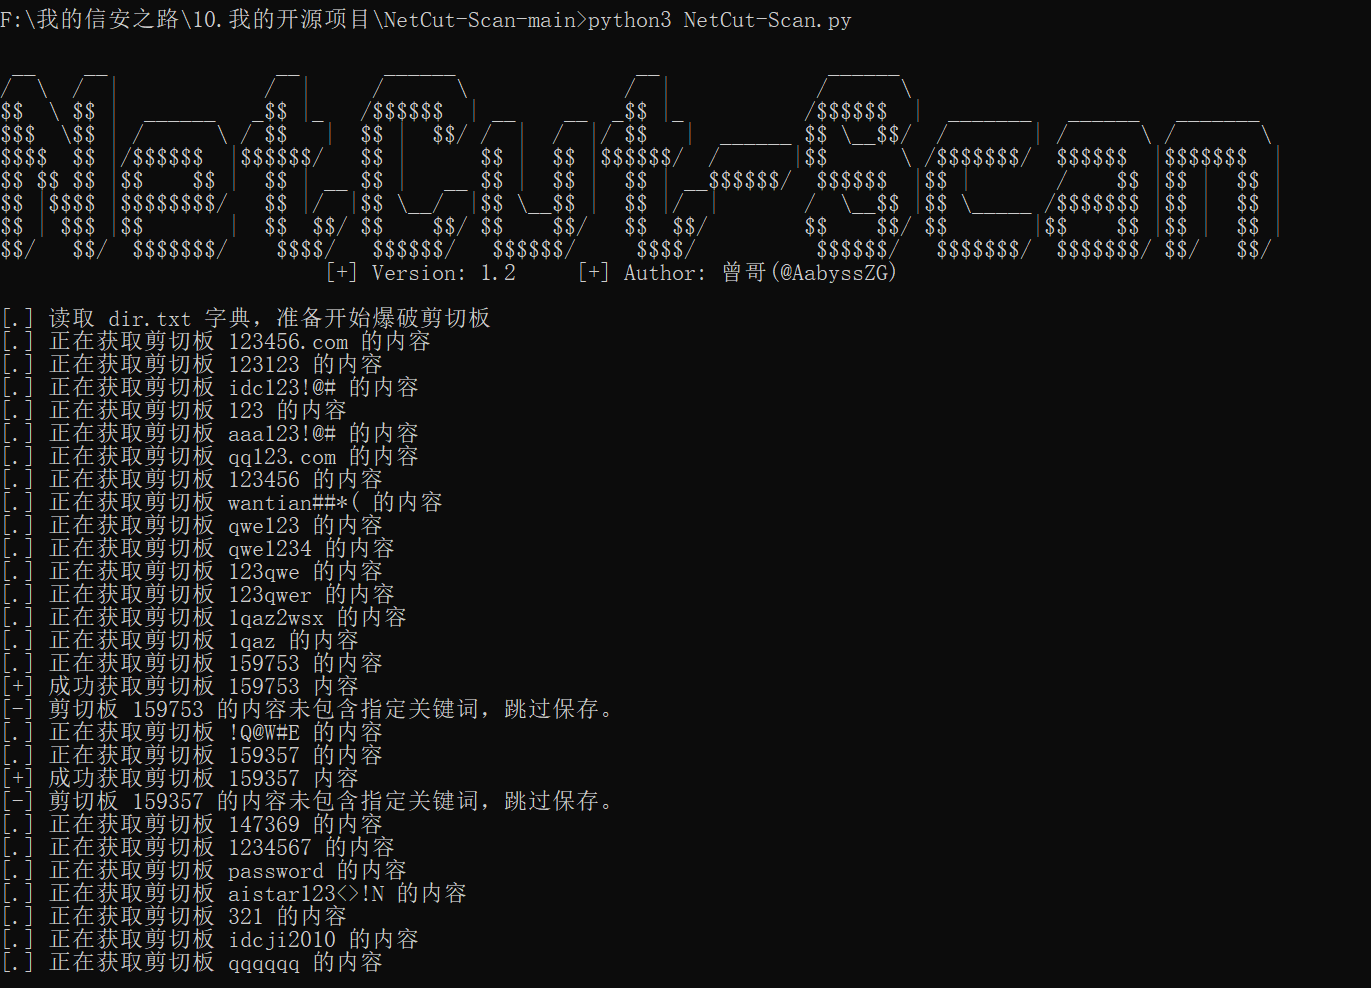 F:\我的信安之路\10.我的开源项目\NetCut-Scan-main>python3 NetCut-Scan.py
NetCut-Scan
[+] Version: 1.2 [+] Author: 曾哥(@AabyssZG)
[.] 读取 dir.txt 字典，准备开始爆破剪切板
[.] 正在获取剪切板 123456.com 的内容
[.] 正在获取剪切板 123123 的内容
[.] 正在获取剪切板 idc123!@# 的内容
[.] 正在获取剪切板 123 的内容
[.] 正在获取剪切板 aaa123!@# 的内容
[.] 正在获取剪切板 qq123.com 的内容
[.] 正在获取剪切板 123456 的内容
[.] 正在获取剪切板 wantian##*( 的内容
[.] 正在获取剪切板 qwe123 的内容
[.] 正在获取剪切板 qwe1234 的内容
[.] 正在获取剪切板 123qwe 的内容
[.] 正在获取剪切板 123qwer 的内容
[.] 正在获取剪切板 1qaz2wsx 的内容
[.] 正在获取剪切板 1qaz 的内容
[.] 正在获取剪切板 159753 的内容
[+] 成功获取剪切板 159753 内容
[-] 剪切板 159753 的内容未包含指定关键词，跳过保存。
[.] 正在获取剪切板 !Q@W#E 的内容
[.] 正在获取剪切板 159357 的内容
[+] 成功获取剪切板 159357 内容
[-] 剪切板 159357 的内容未包含指定关键词，跳过保存。
[.] 正在获取剪切板 147369 的内容
[.] 正在获取剪切板 1234567 的内容
[.] 正在获取剪切板 password 的内容
[.] 正在获取剪切板 aistar123<>!N 的内容
[.] 正在获取剪切板 321 的内容
[.] 正在获取剪切板 idcji2010 的内容
[.] 正在获取剪切板 qqqqqq 的内容